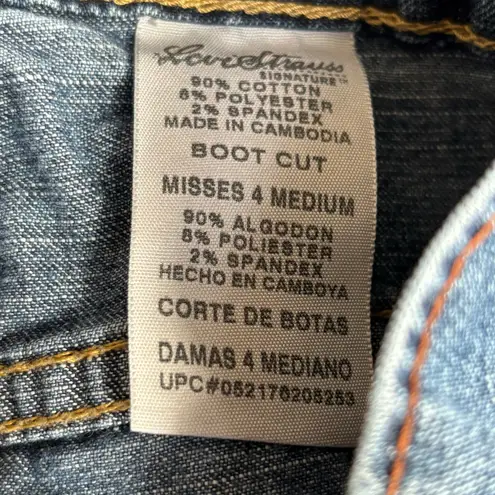 Levi Strauss
SIGNATURE™
90% COTTON
8% POLYESTER
2% SPANDEX
MADE IN CAMBODIA
BOOT CUT
MISSES 4 MEDIUM
90% ALGODON
8% POLIESTER
2% SPANDEX
HECHO EN CAMBOYA
CORTE DE BOTAS
DAMAS 4 MEDIANO
UPC#052176205253